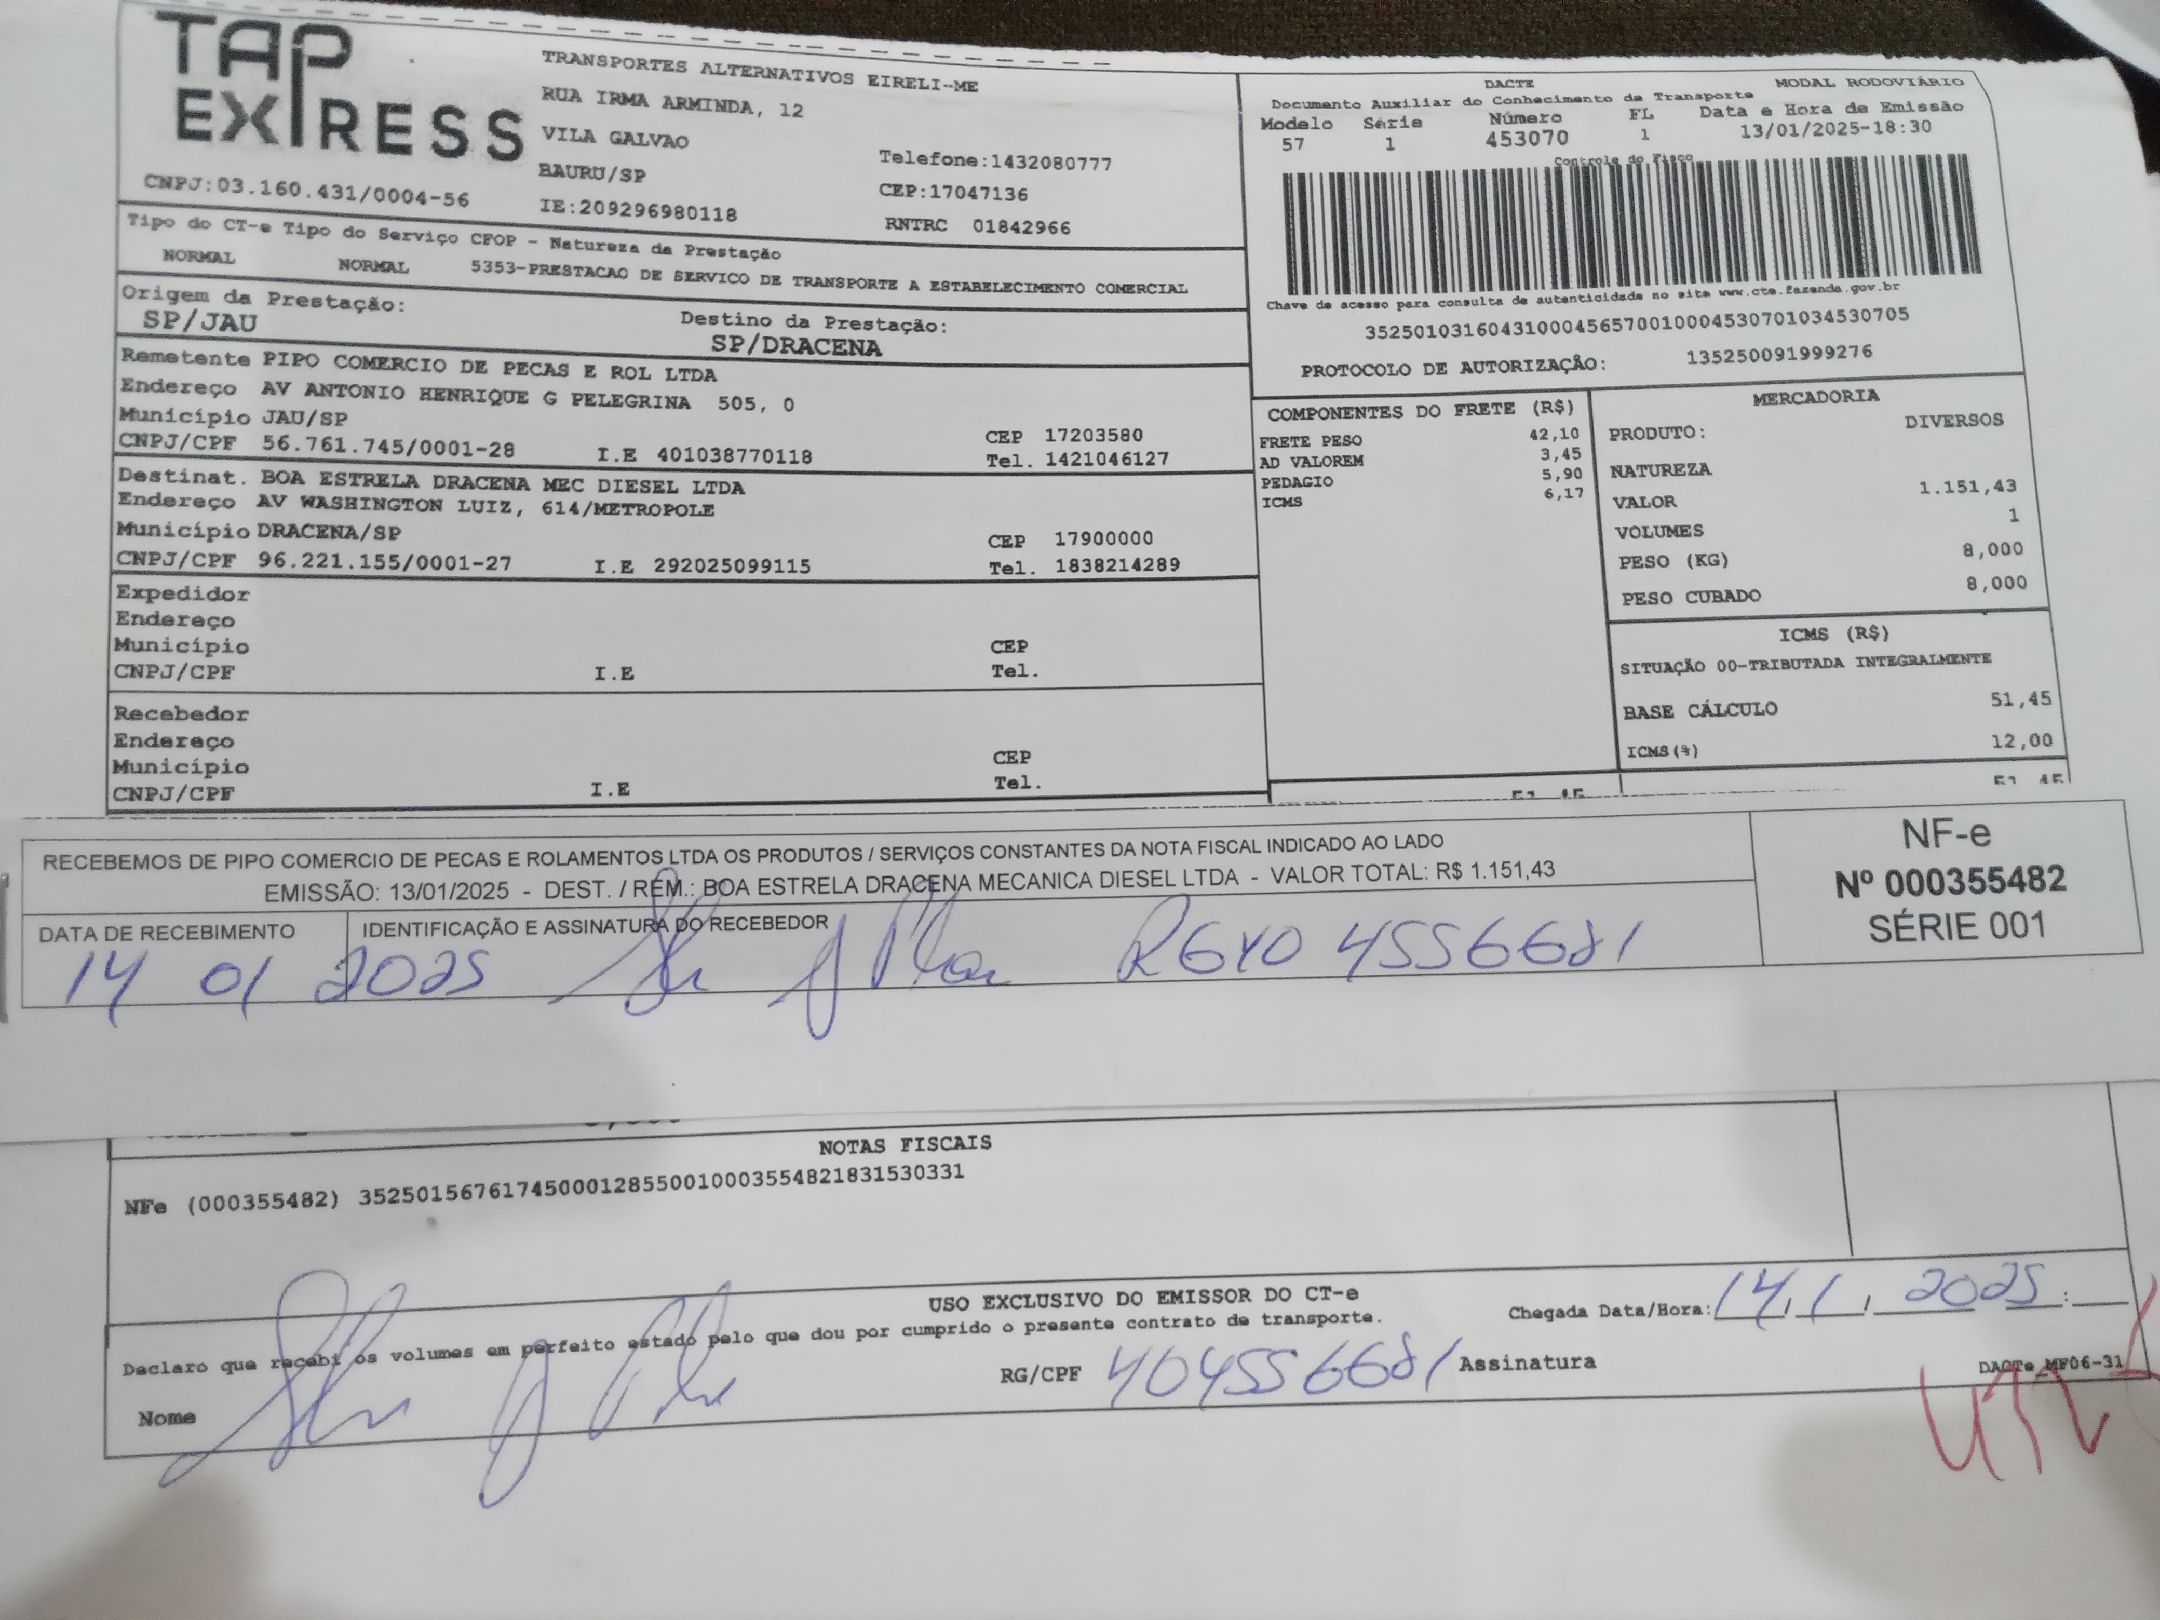 TAP
EXPRESS
CNPJ:03.160.431/0004-56
TRANSPORTES ALTERNATIVOS EIRELI-ME
RUA IRMA ARMINDA, 12
VILA GALVAO
BAURU/SP
IE:209296980118
Telefone:1432080777
CEP:17047136
RNTRC 01842966
DACTE MODAL RODOVIÁRIO
Documento Auxiliar do Conhecimento de Transporte
Modelo Série Número FL Data e Hora de Emissão
57 1 453070 1 13/01/2025-18:30
Controle do Fisco
Chave de acesso para consulta de autenticidade no site www.cte.fazenda.gov.br
35250103160431000456570010004530701034530705
PROTOCOLO DE AUTORIZAÇÃO: 135250091999276
Tipo do CT-e Tipo do Serviço CFOP - Natureza da Prestação
NORMAL NORMAL 5353-PRESTACAO DE SERVICO DE TRANSPORTE A ESTABELECIMENTO COMERCIAL
Origem da Prestação: Destino da Prestação:
SP/JAU SP/DRACENA
Remetente PIPO COMERCIO DE PECAS E ROL LTDA
Endereço AV ANTONIO HENRIQUE G PELEGRINA 505, 0
Município JAU/SP CEP 17203580
CNPJ/CPF 56.761.745/0001-28 I.E 401038770118 Tel. 1421046127
Destinat. BOA ESTRELA DRACENA MEC DIESEL LTDA
Endereço AV WASHINGTON LUIZ, 614/METROPOLE
Município DRACENA/SP CEP 17900000
CNPJ/CPF 96.221.155/0001-27 I.E 292025099115 Tel. 1838214289
Expedidor
Endereço
Município CEP
CNPJ/CPF I.E Tel.
Recebedor
Endereço
Município CEP
CNPJ/CPF I.E Tel.
COMPONENTES DO FRETE (R$)
FRETE PESO 42,10
AD VALOREM 3,45
PEDAGIO 5,90
ICMS 6,17
MERCADORIA
PRODUTO: DIVERSOS
NATUREZA
VALOR 1.151,43
VOLUMES 1
PESO (KG) 8,000
PESO CUBADO 8,000
ICMS (R$)
SITUAÇÃO 00-TRIBUTADA INTEGRALMENTE
BASE CÁLCULO 51,45
ICMS(%) 12,00
51,45 51,45
RECEBEMOS DE PIPO COMERCIO DE PECAS E ROLAMENTOS LTDA OS PRODUTOS / SERVIÇOS CONSTANTES DA NOTA FISCAL INDICADO AO LADO
EMISSÃO: 13/01/2025 - DEST. / REM.: BOA ESTRELA DRACENA MECANICA DIESEL LTDA - VALOR TOTAL: R$ 1.151,43
DATA DE RECEBIMENTO IDENTIFICAÇÃO E ASSINATURA DO RECEBEDOR
14 01 2025 RG 40 4556681
NF-e
Nº 000355482
SÉRIE 001
NOTAS FISCAIS
NFe (000355482) 35250156761745000128550010003554821831530331
USO EXCLUSIVO DO EMISSOR DO CT-e
Declaro que recebi os volumes em perfeito estado pelo que dou por cumprido o presente contrato de transporte.
Chegada Data/Hora: 14/1/2025 :
Nome RG/CPF 404556681 Assinatura
DACTe MF06-31